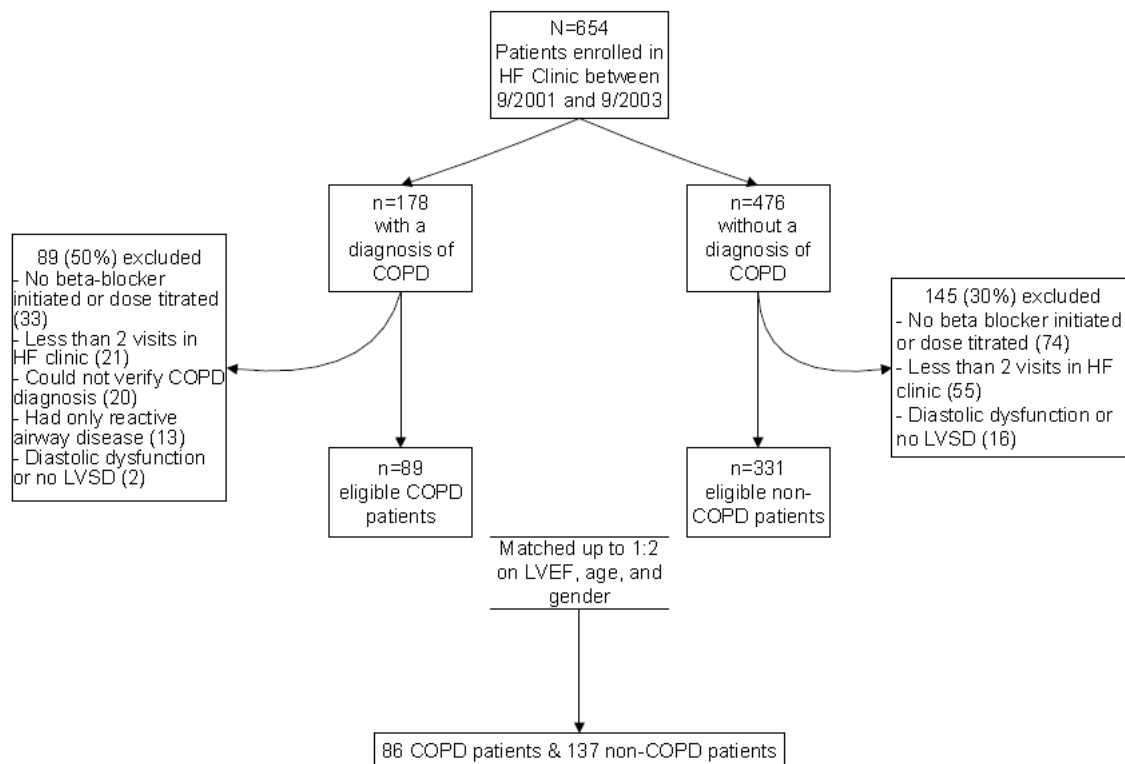 N=654
Patients enrolled in
HF Clinic between
9/2001 and 9/2003
n=178
with a
diagnosis of
COPD
n=476
without a
diagnosis
of COPD
89 (50%) excluded
- No beta-blocker
initiated or dose titrated
(33)
- Less than 2 visits in
HF clinic (21)
- Could not verify COPD
diagnosis (20)
- Had only reactive
airway disease (13)
- Diastolic dysfunction
or no LVSD (2)
145 (30%) excluded
- No beta blocker initiated
or dose titrated (74)
- Less than 2 visits in HF
clinic (55)
- Diastolic dysfunction or
no LVSD (16)
n=89
eligible COPD
patients
n=331
eligible non-
COPD patients
Matched up to 1:2
on LVEF, age, and
gender
86 COPD patients & 137 non-COPD patients